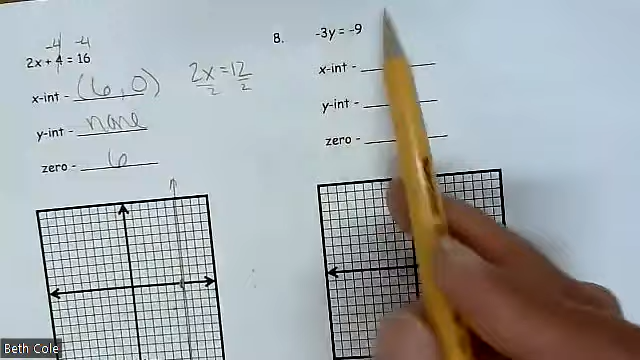 -4 -4
2x + 4 = 16
x-int - (6, 0)
2x = 12
2 2
y-int - none
zero - 6
B.
-3y = -9
x-int -
y-int -
zero -
Beth Cole